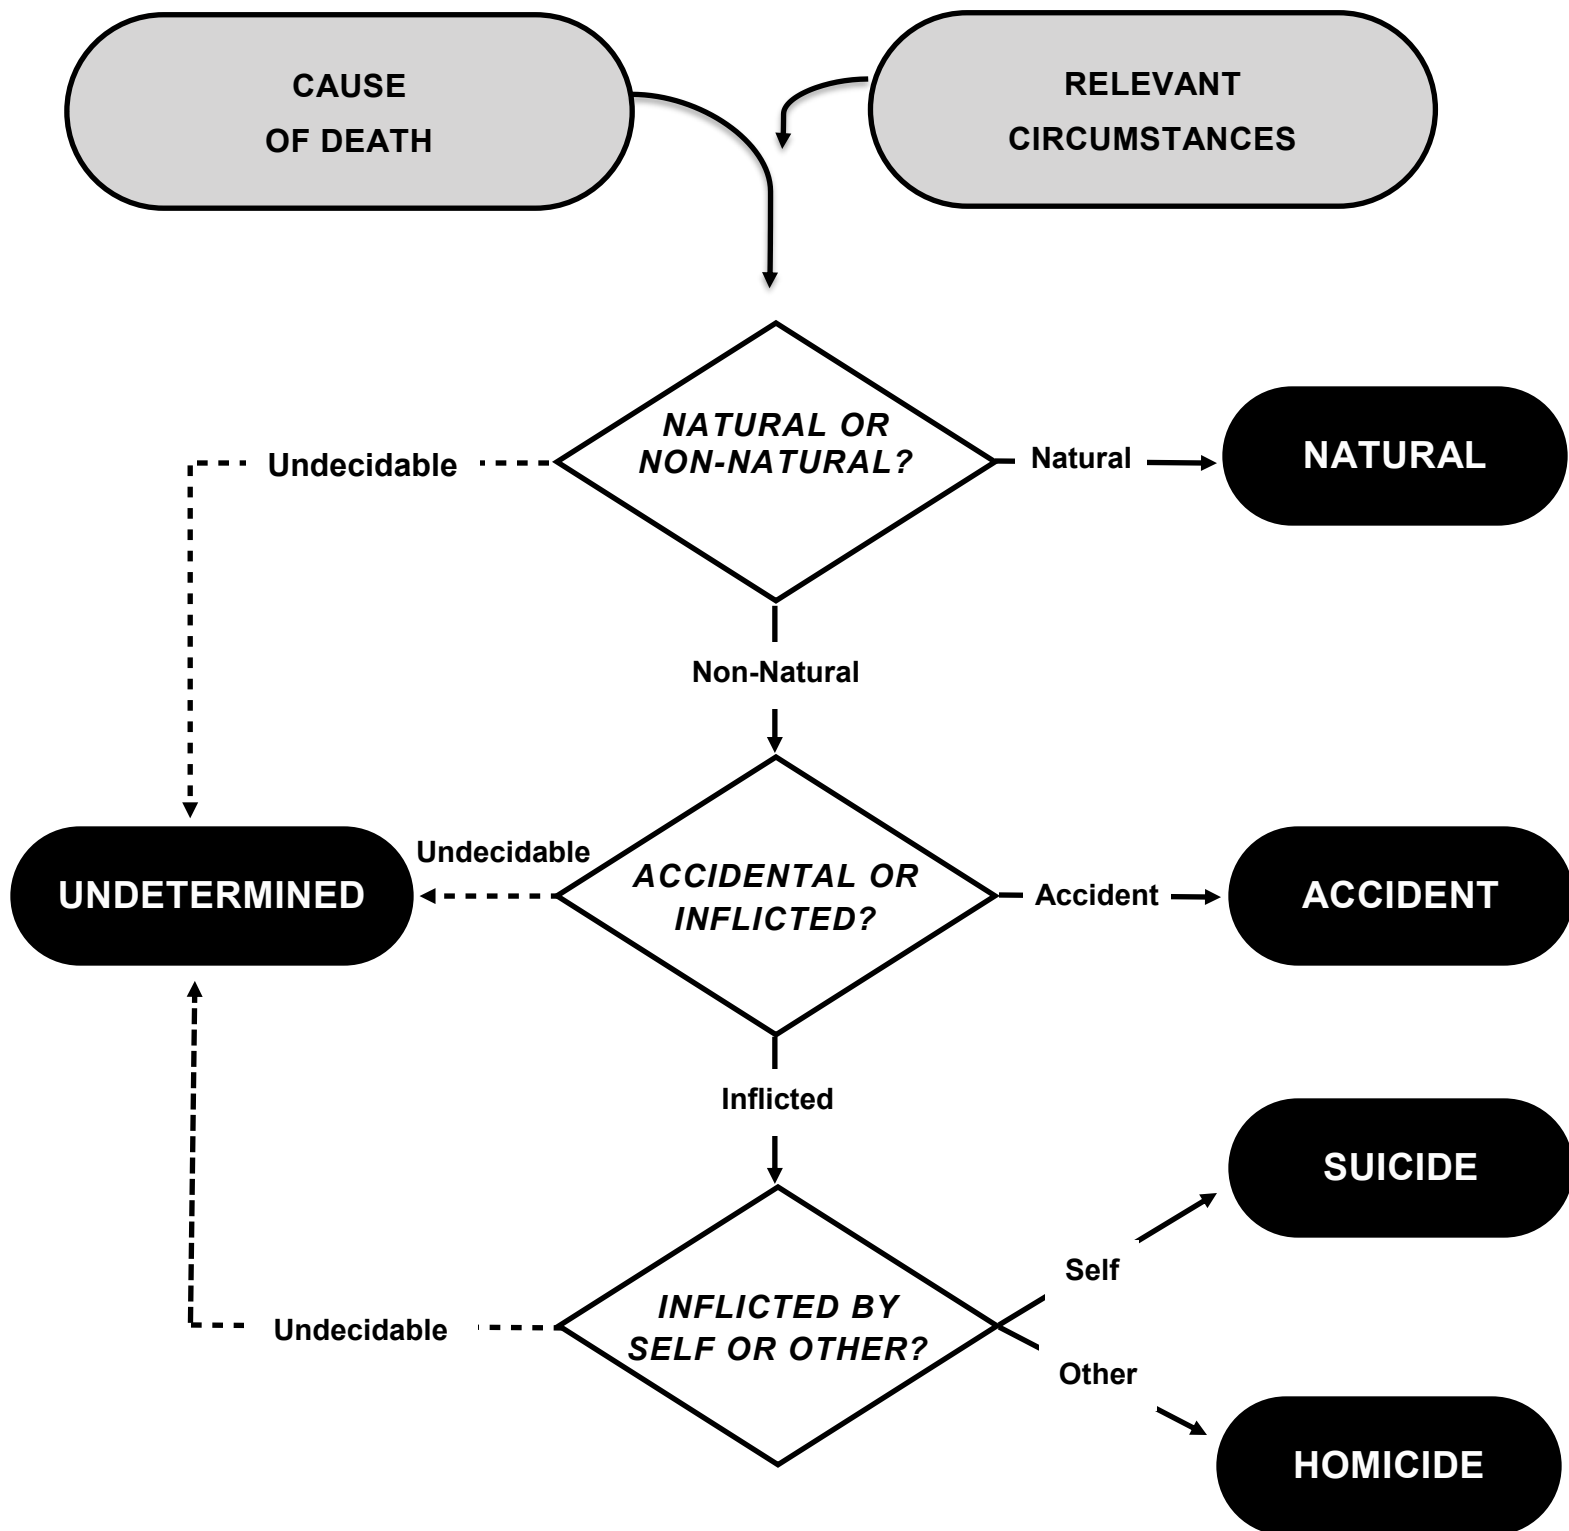 CAUSE
OF DEATH
RELEVANT
CIRCUMSTANCES
NATURAL OR
NON-NATURAL?
Undecidable
Natural
NATURAL
Non-Natural
UNDETERMINED
Undecidable
ACCIDENTAL OR
INFLICTED?
Accident
ACCIDENT
Inflicted
SUICIDE
Self
INFLICTED BY
SELF OR OTHER?
Undecidable
Other
HOMICIDE